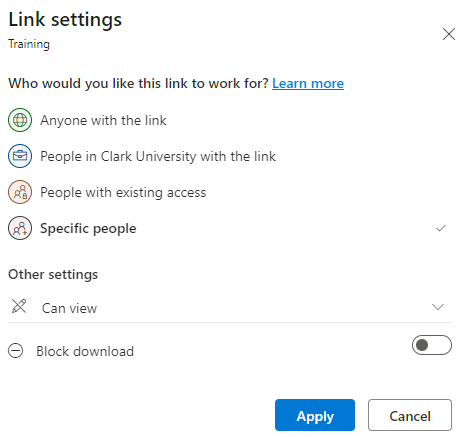 Link settings
Training
Who would you like this link to work for? Learn more
Anyone with the link
People in Clark University with the link
People with existing access
Specific people
Other settings
Can view
Block download
Apply Cancel